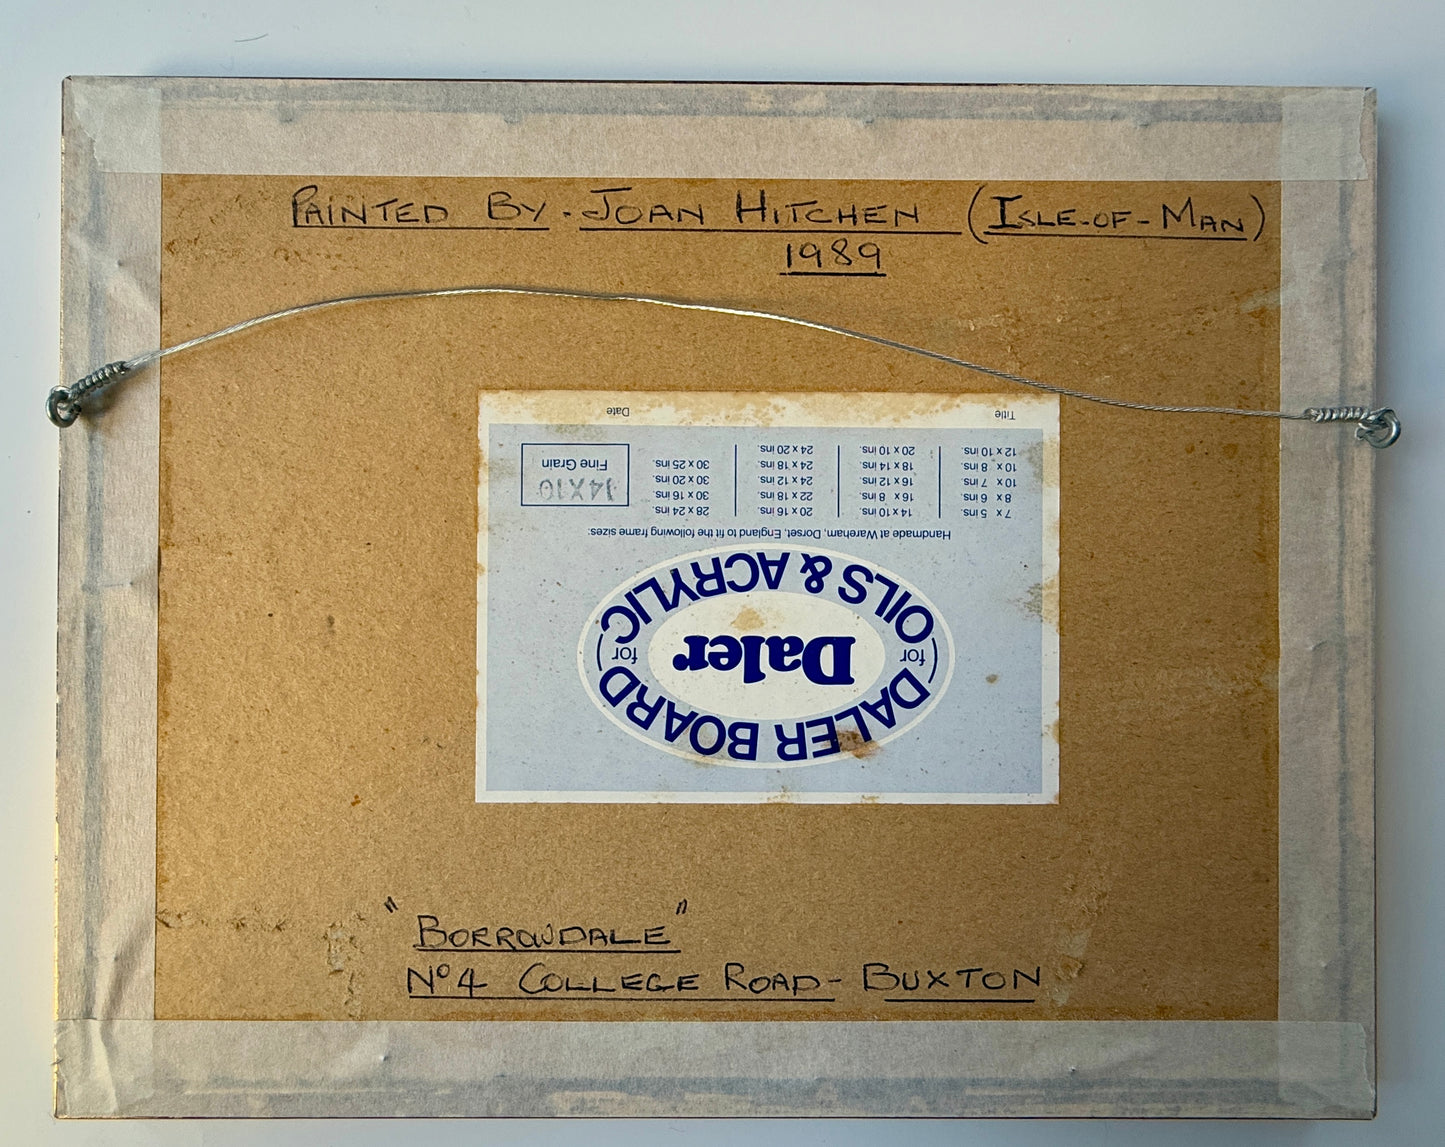 PAINTED BY. JOAN HITCHEN (ISLE-OF-MAN)
1989
DALER BOARD
for OILS & ACRYLIC for
Daler
Handmade at Wareham, Dorset, England to fit the following frame sizes:
7 x 5 ins.
8 x 6 ins.
10 x 7 ins.
10 x 8 ins.
12 x 10 ins.
14 x 10 ins.
16 x 8 ins.
16 x 12 ins.
18 x 14 ins.
20 x 10 ins.
20 x 16 ins.
22 x 18 ins.
24 x 12 ins.
24 x 18 ins.
24 x 20 ins.
28 x 24 ins.
30 x 16 ins.
30 x 20 ins.
30 x 25 ins.
14X10
Fine Grain
Title
Date
"BORROWDALE"
No 4 COLLEGE ROAD - BUXTON